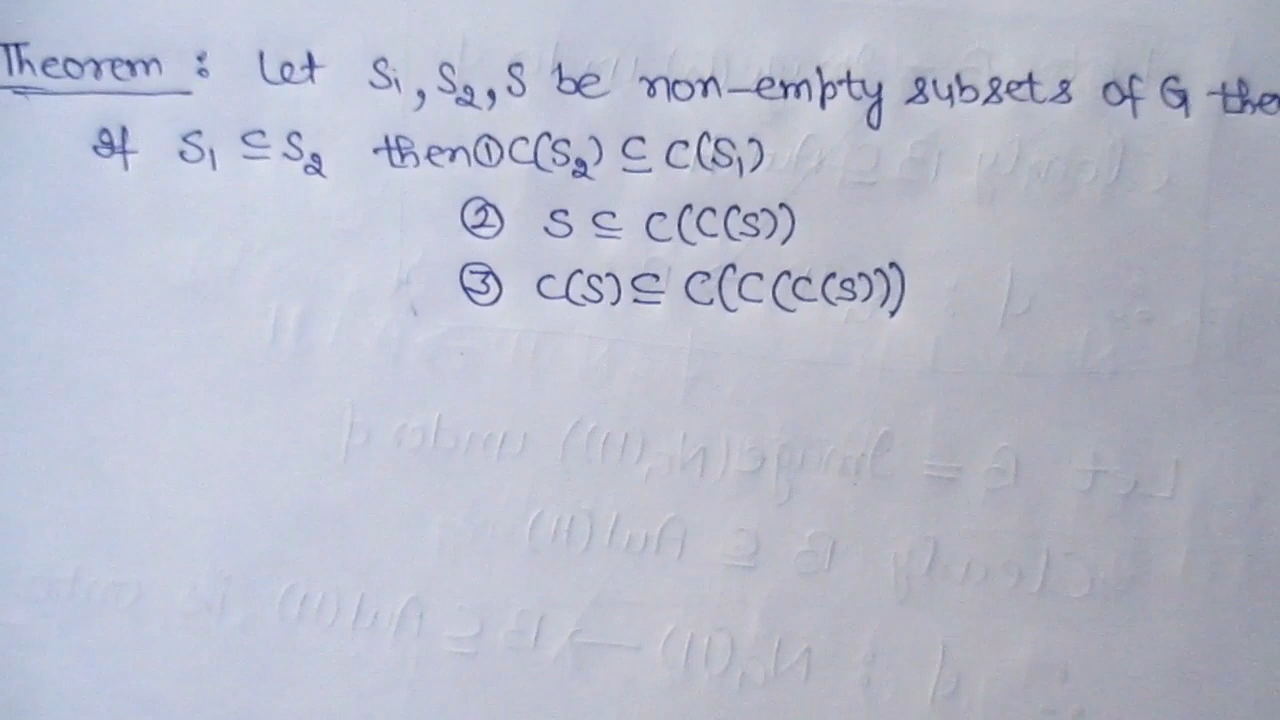 Theorem : Let S₁, S₂, S be non-empty subsets of G the
If S₁ ⊆ S₂ then ① C(S₂) ⊆ C(S₁)
② S ⊆ C(C(S))
③ C(S) ⊆ C(C(C(S)))